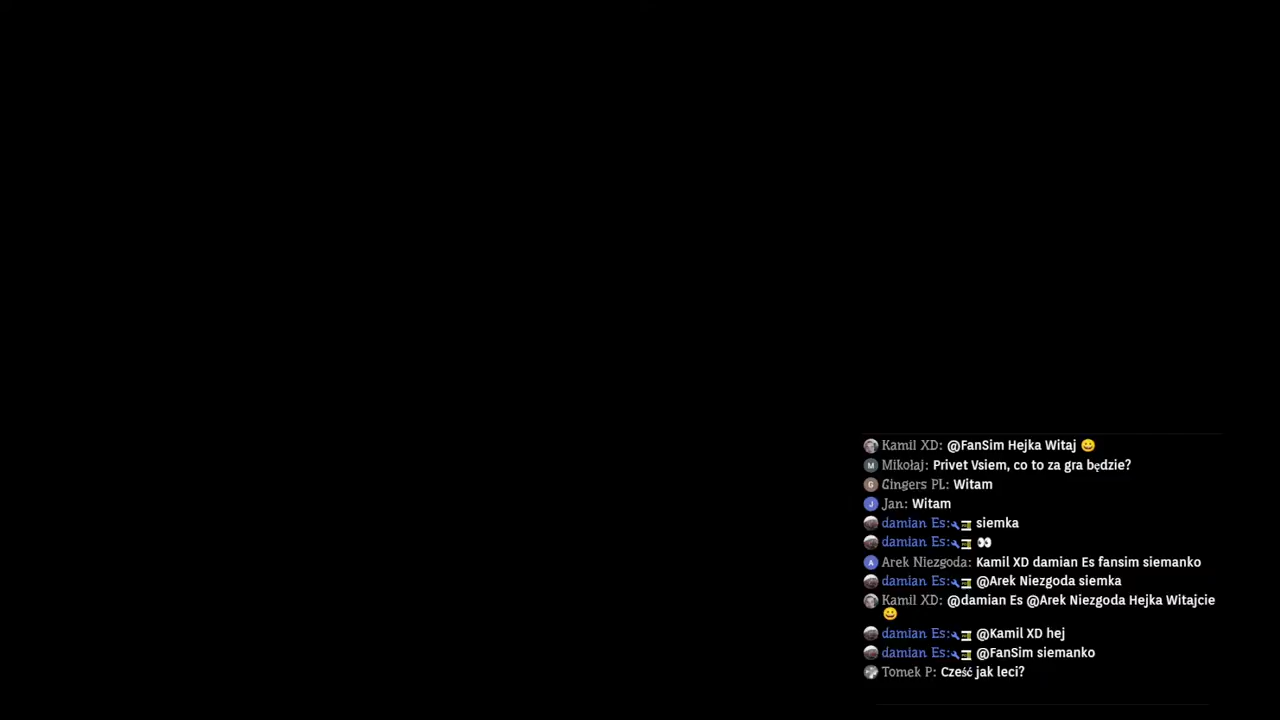 Kamil XD: @FanSim Hejka Witaj 😀
Mikołaj: Privet Vsiem, co to za gra będzie?
Gingers PL: Witam
Jan: Witam
damian Es: siemka
damian Es: 👀
Arek Niezgoda: Kamil XD damian Es fansim siemanko
damian Es: @Arek Niezgoda siemka
Kamil XD: @damian Es @Arek Niezgoda Hejka Witajcie
😀
damian Es: @Kamil XD hej
damian Es: @FanSim siemanko
Tomek P: Cześć jak leci?